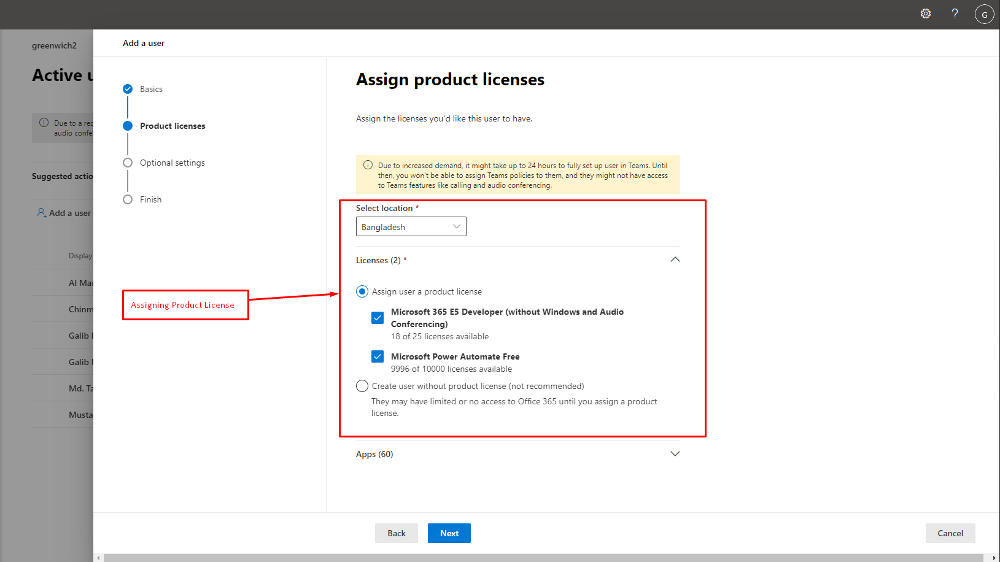 ?
G
greenwich2
Add a user
Active u
Due to a rec
audio confe
Suggested actio
Add a user
Display
Al Mar
Chinm
Galib
Galib
Md. Ta
Musta
Basics
Product licenses
Optional settings
Finish
Assigning Product License
Assign product licenses
Assign the licenses you'd like this user to have.
Due to increased demand, it might take up to 24 hours to fully set up user in Teams. Until
then, you won't be able to assign Teams policies to them, and they might not have access
to Teams features like calling and audio conferencing.
Select location *
Bangladesh
Licenses (2) *
Assign user a product license
Microsoft 365 E5 Developer (without Windows and Audio
Conferencing)
18 of 25 licenses available
Microsoft Power Automate Free
9996 of 10000 licenses available
Create user without product license (not recommended)
They may have limited or no access to Office 365 until you assign a product
license.
Apps (60)
Back
Next
Cancel